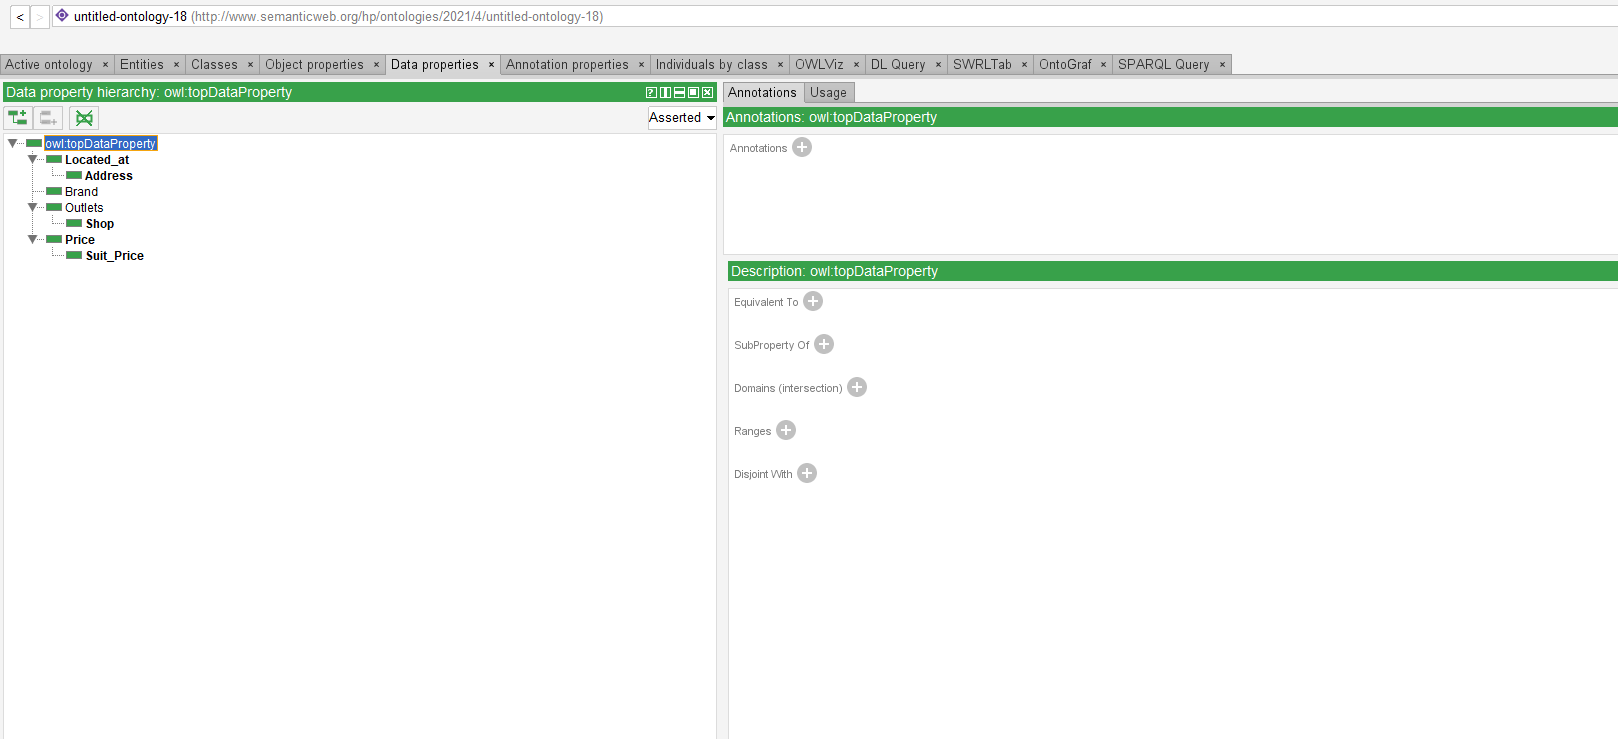 < > untitled-ontology-18 (http://www.semanticweb.org/hp/ontologies/2021/4/untitled-ontology-18)
Active ontology × Entities × Classes × Object properties × Data properties × Annotation properties × Individuals by class × OWLViz × DL Query × SWRLTab × OntoGraf × SPARQL Query ×
Data property hierarchy: owl:topDataProperty
Asserted
owl:topDataProperty
Located_at
Address
Brand
Outlets
Shop
Price
Suit_Price
Annotations Usage
Annotations: owl:topDataProperty
Annotations
Description: owl:topDataProperty
Equivalent To
SubProperty Of
Domains (intersection)
Ranges
Disjoint With